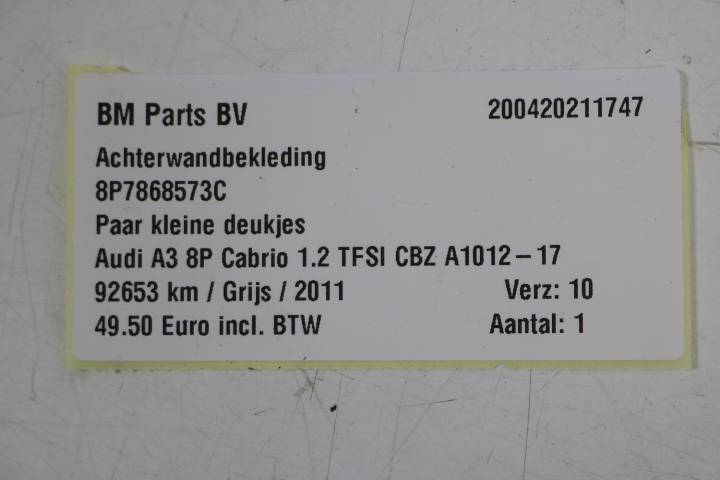 BM Parts BV 200420211747
Achterwandbekleding
8P7868573C
Paar kleine deukjes
Audi A3 8P Cabrio 1.2 TFSI CBZ A1012-17
92653 km / Grijs / 2011 Verz: 10
49.50 Euro incl. BTW Aantal: 1